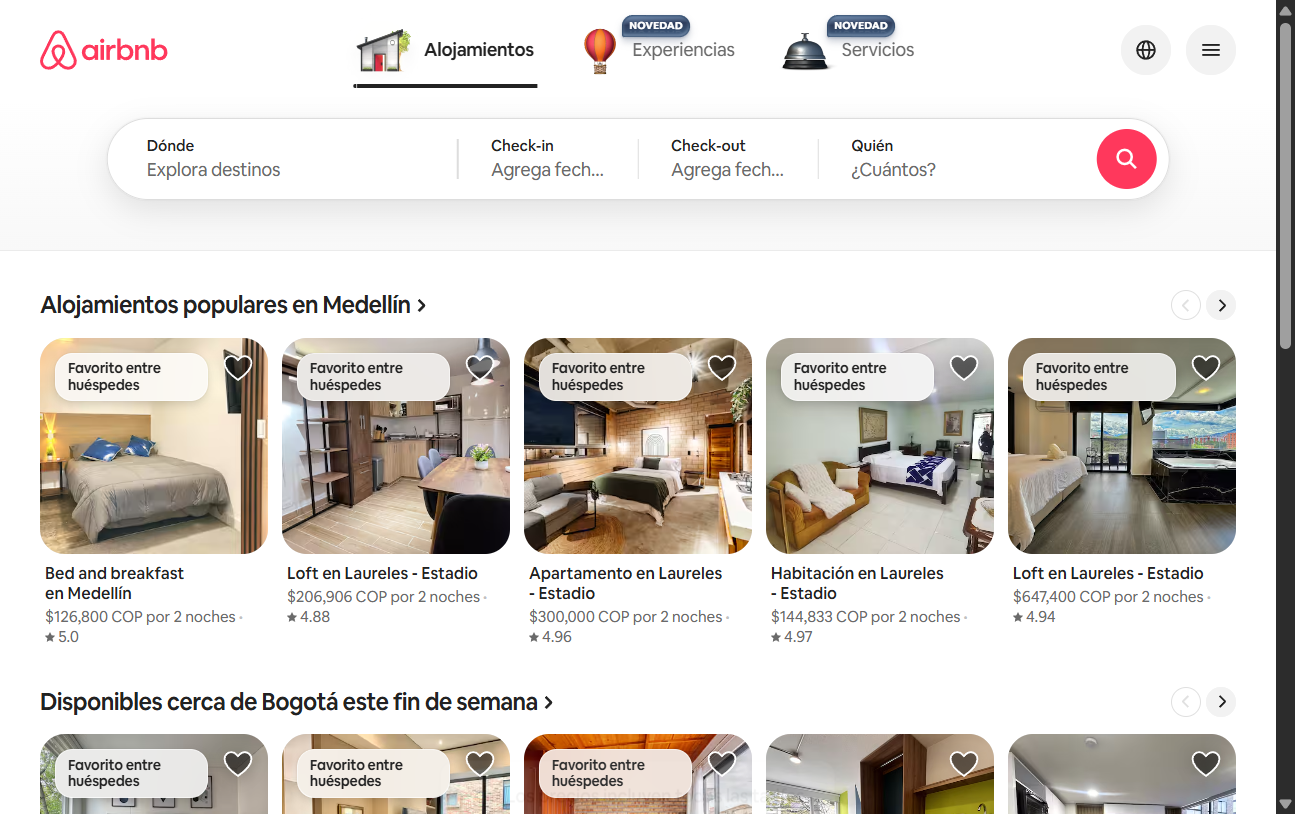 airbnb
Alojamientos
NOVEDAD
Experiencias
NOVEDAD
Servicios
Dónde
Explora destinos
Check-in
Agrega fech...
Check-out
Agrega fech...
Quién
¿Cuántos?
Alojamientos populares en Medellín
Favorito entre
huéspedes
Favorito entre
huéspedes
Favorito entre
huéspedes
Favorito entre
huéspedes
Favorito entre
huéspedes
Bed and breakfast
en Medellín
$126,800 COP por 2 noches ·
★ 5.0
Loft en Laureles - Estadio
$206,906 COP por 2 noches ·
★ 4.88
Apartamento en Laureles
- Estadio
$300,000 COP por 2 noches ·
★ 4.96
Habitación en Laureles
- Estadio
$144,833 COP por 2 noches ·
★ 4.97
Loft en Laureles - Estadio
$647,400 COP por 2 noches ·
★ 4.94
Disponibles cerca de Bogotá este fin de semana
Favorito entre
huéspedes
Favorito entre
huéspedes
Favorito entre
huéspedes